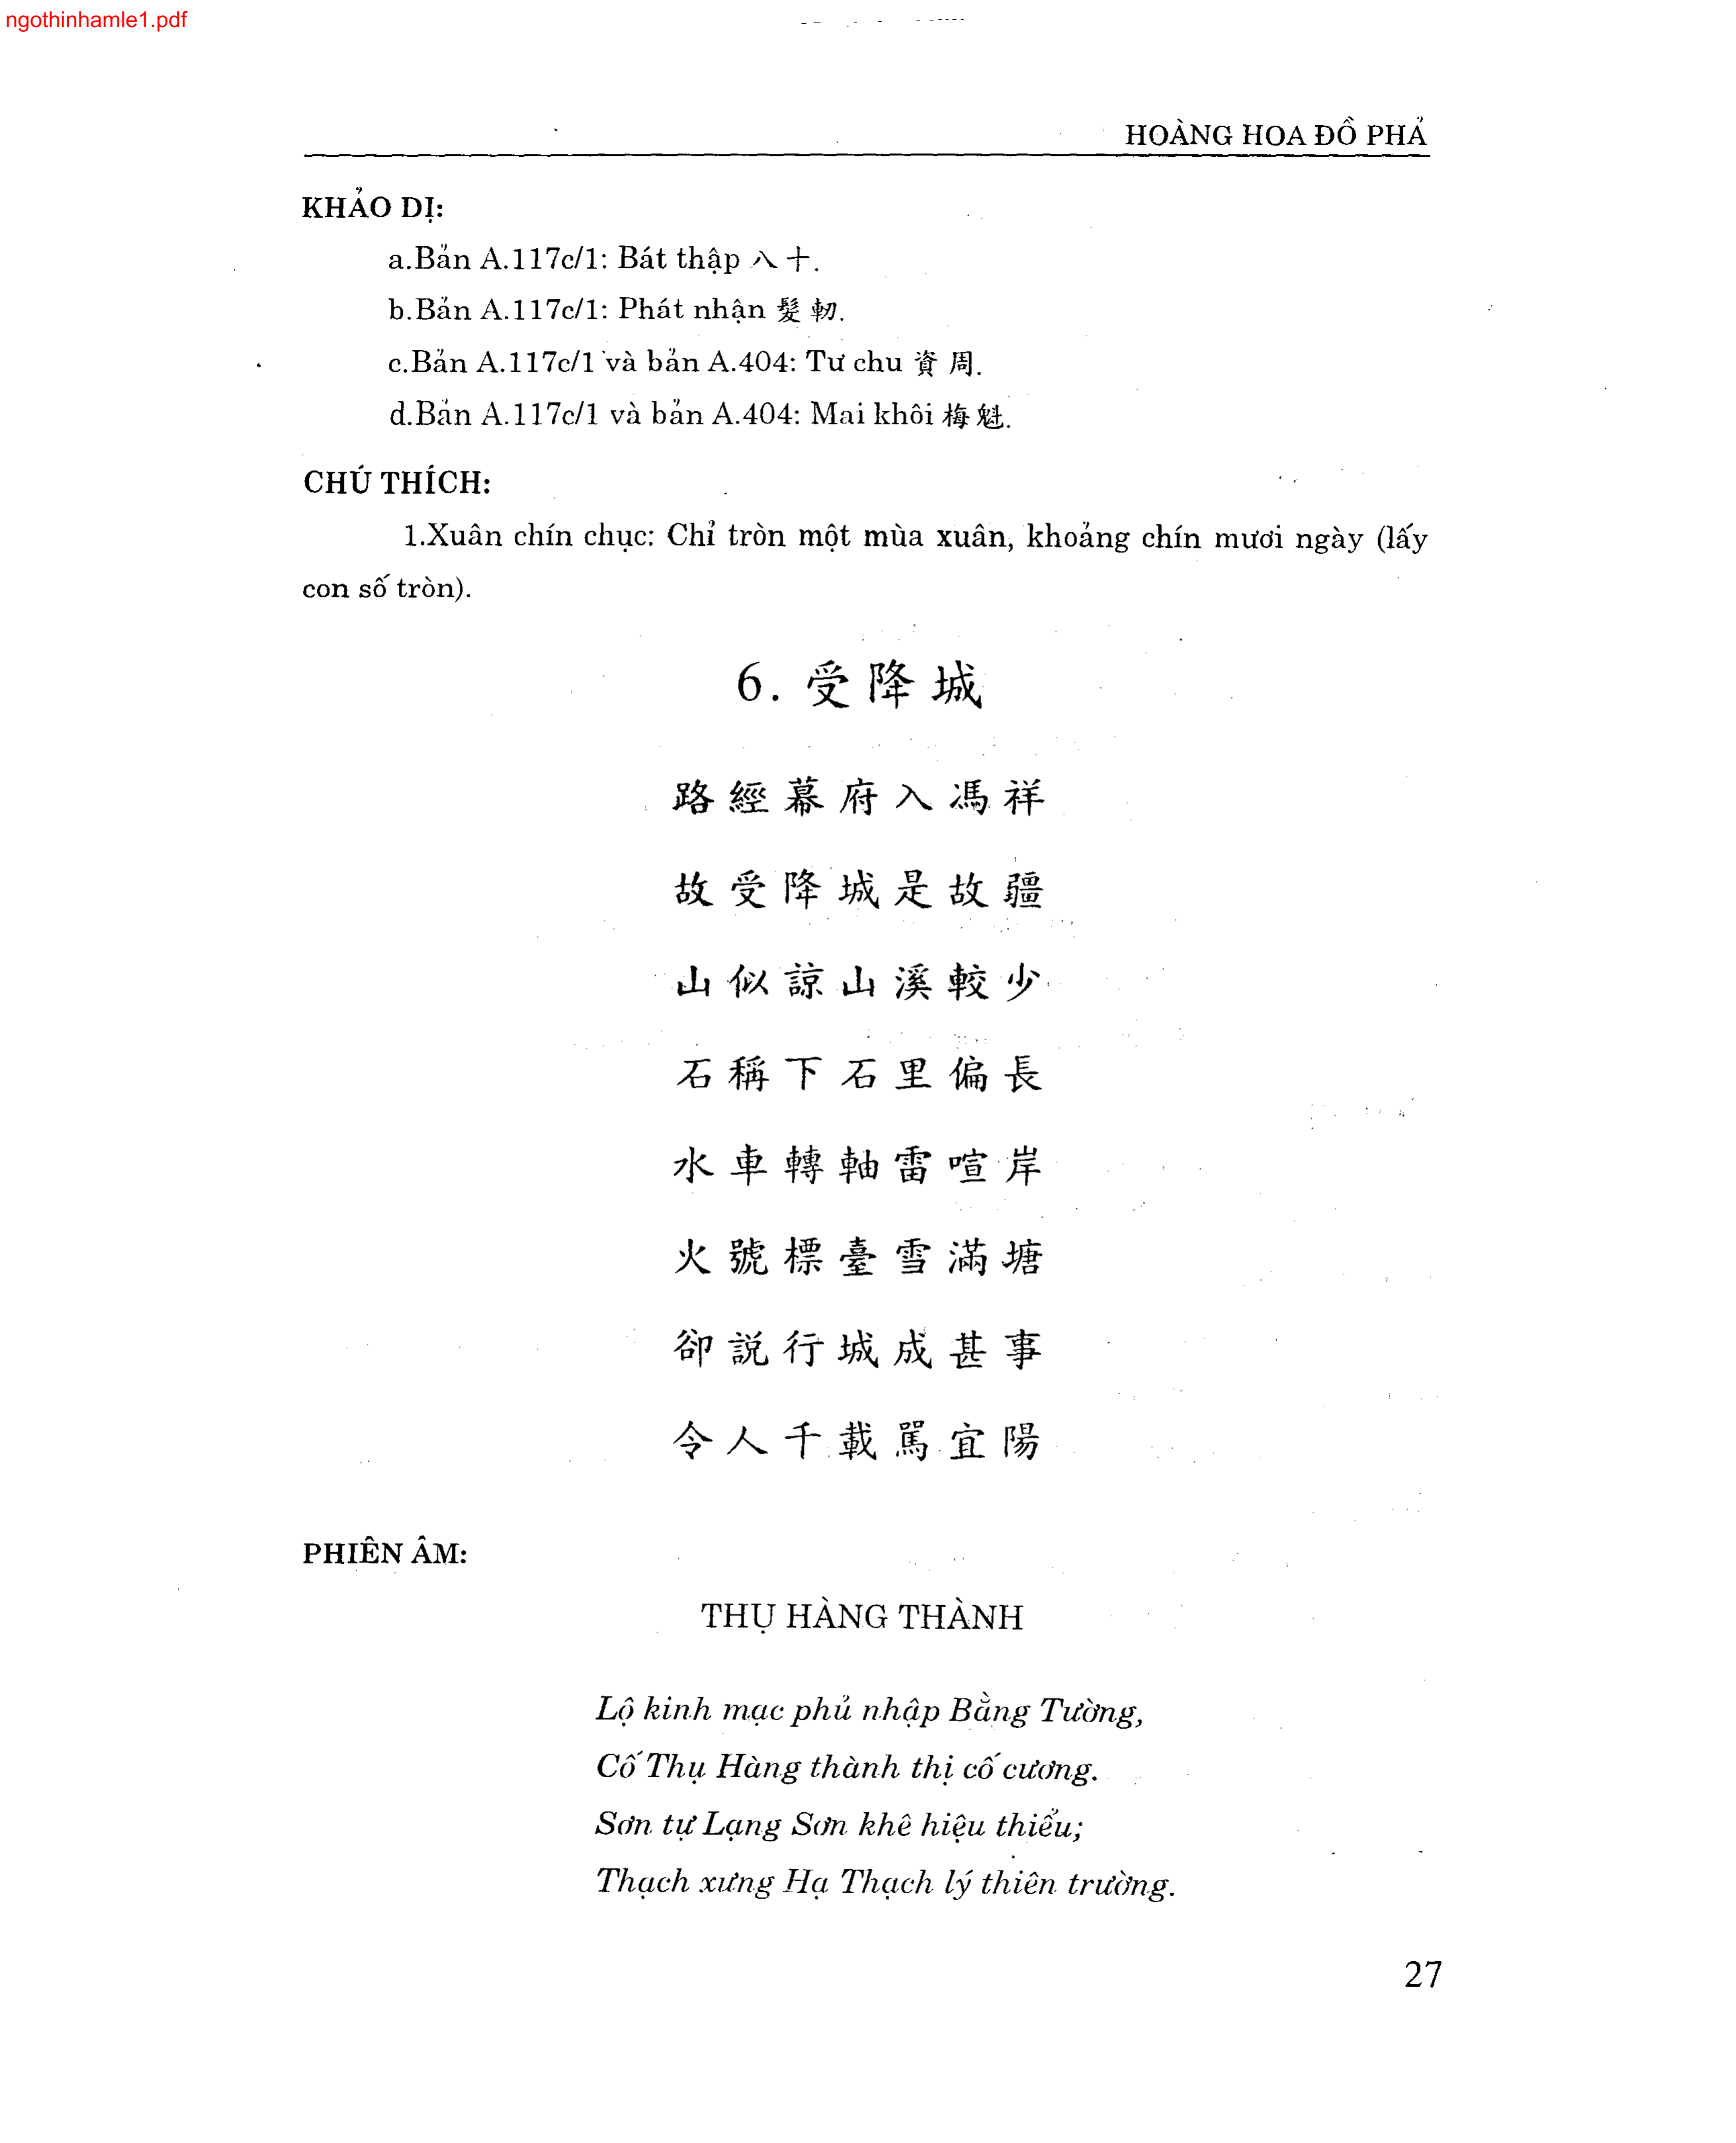 ngothinhamle1.pdf
HOÀNG HOA ĐỒ PHẢ
KHẢO DỊ:
a.Bản A.117c/1: Bát thập 八十.
b.Bản A.117c/1: Phát nhận 髮軔.
c.Bản A.117c/1 và bản A.404: Tư chu 資周.
d.Bản A.117c/1 và bản A.404: Mai khôi 梅魁.
CHÚ THÍCH:
1.Xuân chín chục: Chỉ tròn một mùa xuân, khoảng chín mươi ngày (lấy
con số tròn).
6. 受降城
路經幕府入馮祥
故受降城是故疆
山似諒山溪較少
石稱下石里偏長
水車轉軸雷喧岸
火號標臺雪滿塘
卻説行城成甚事
令人千載罵宜陽
PHIÊN ÂM:
THỤ HÀNG THÀNH
Lộ kinh mạc phủ nhập Bằng Tường,
Cố Thụ Hàng thành thị cố cương.
Sơn tự Lạng Sơn khê hiệu thiểu;
Thạch xưng Hạ Thạch lý thiên trường.
27